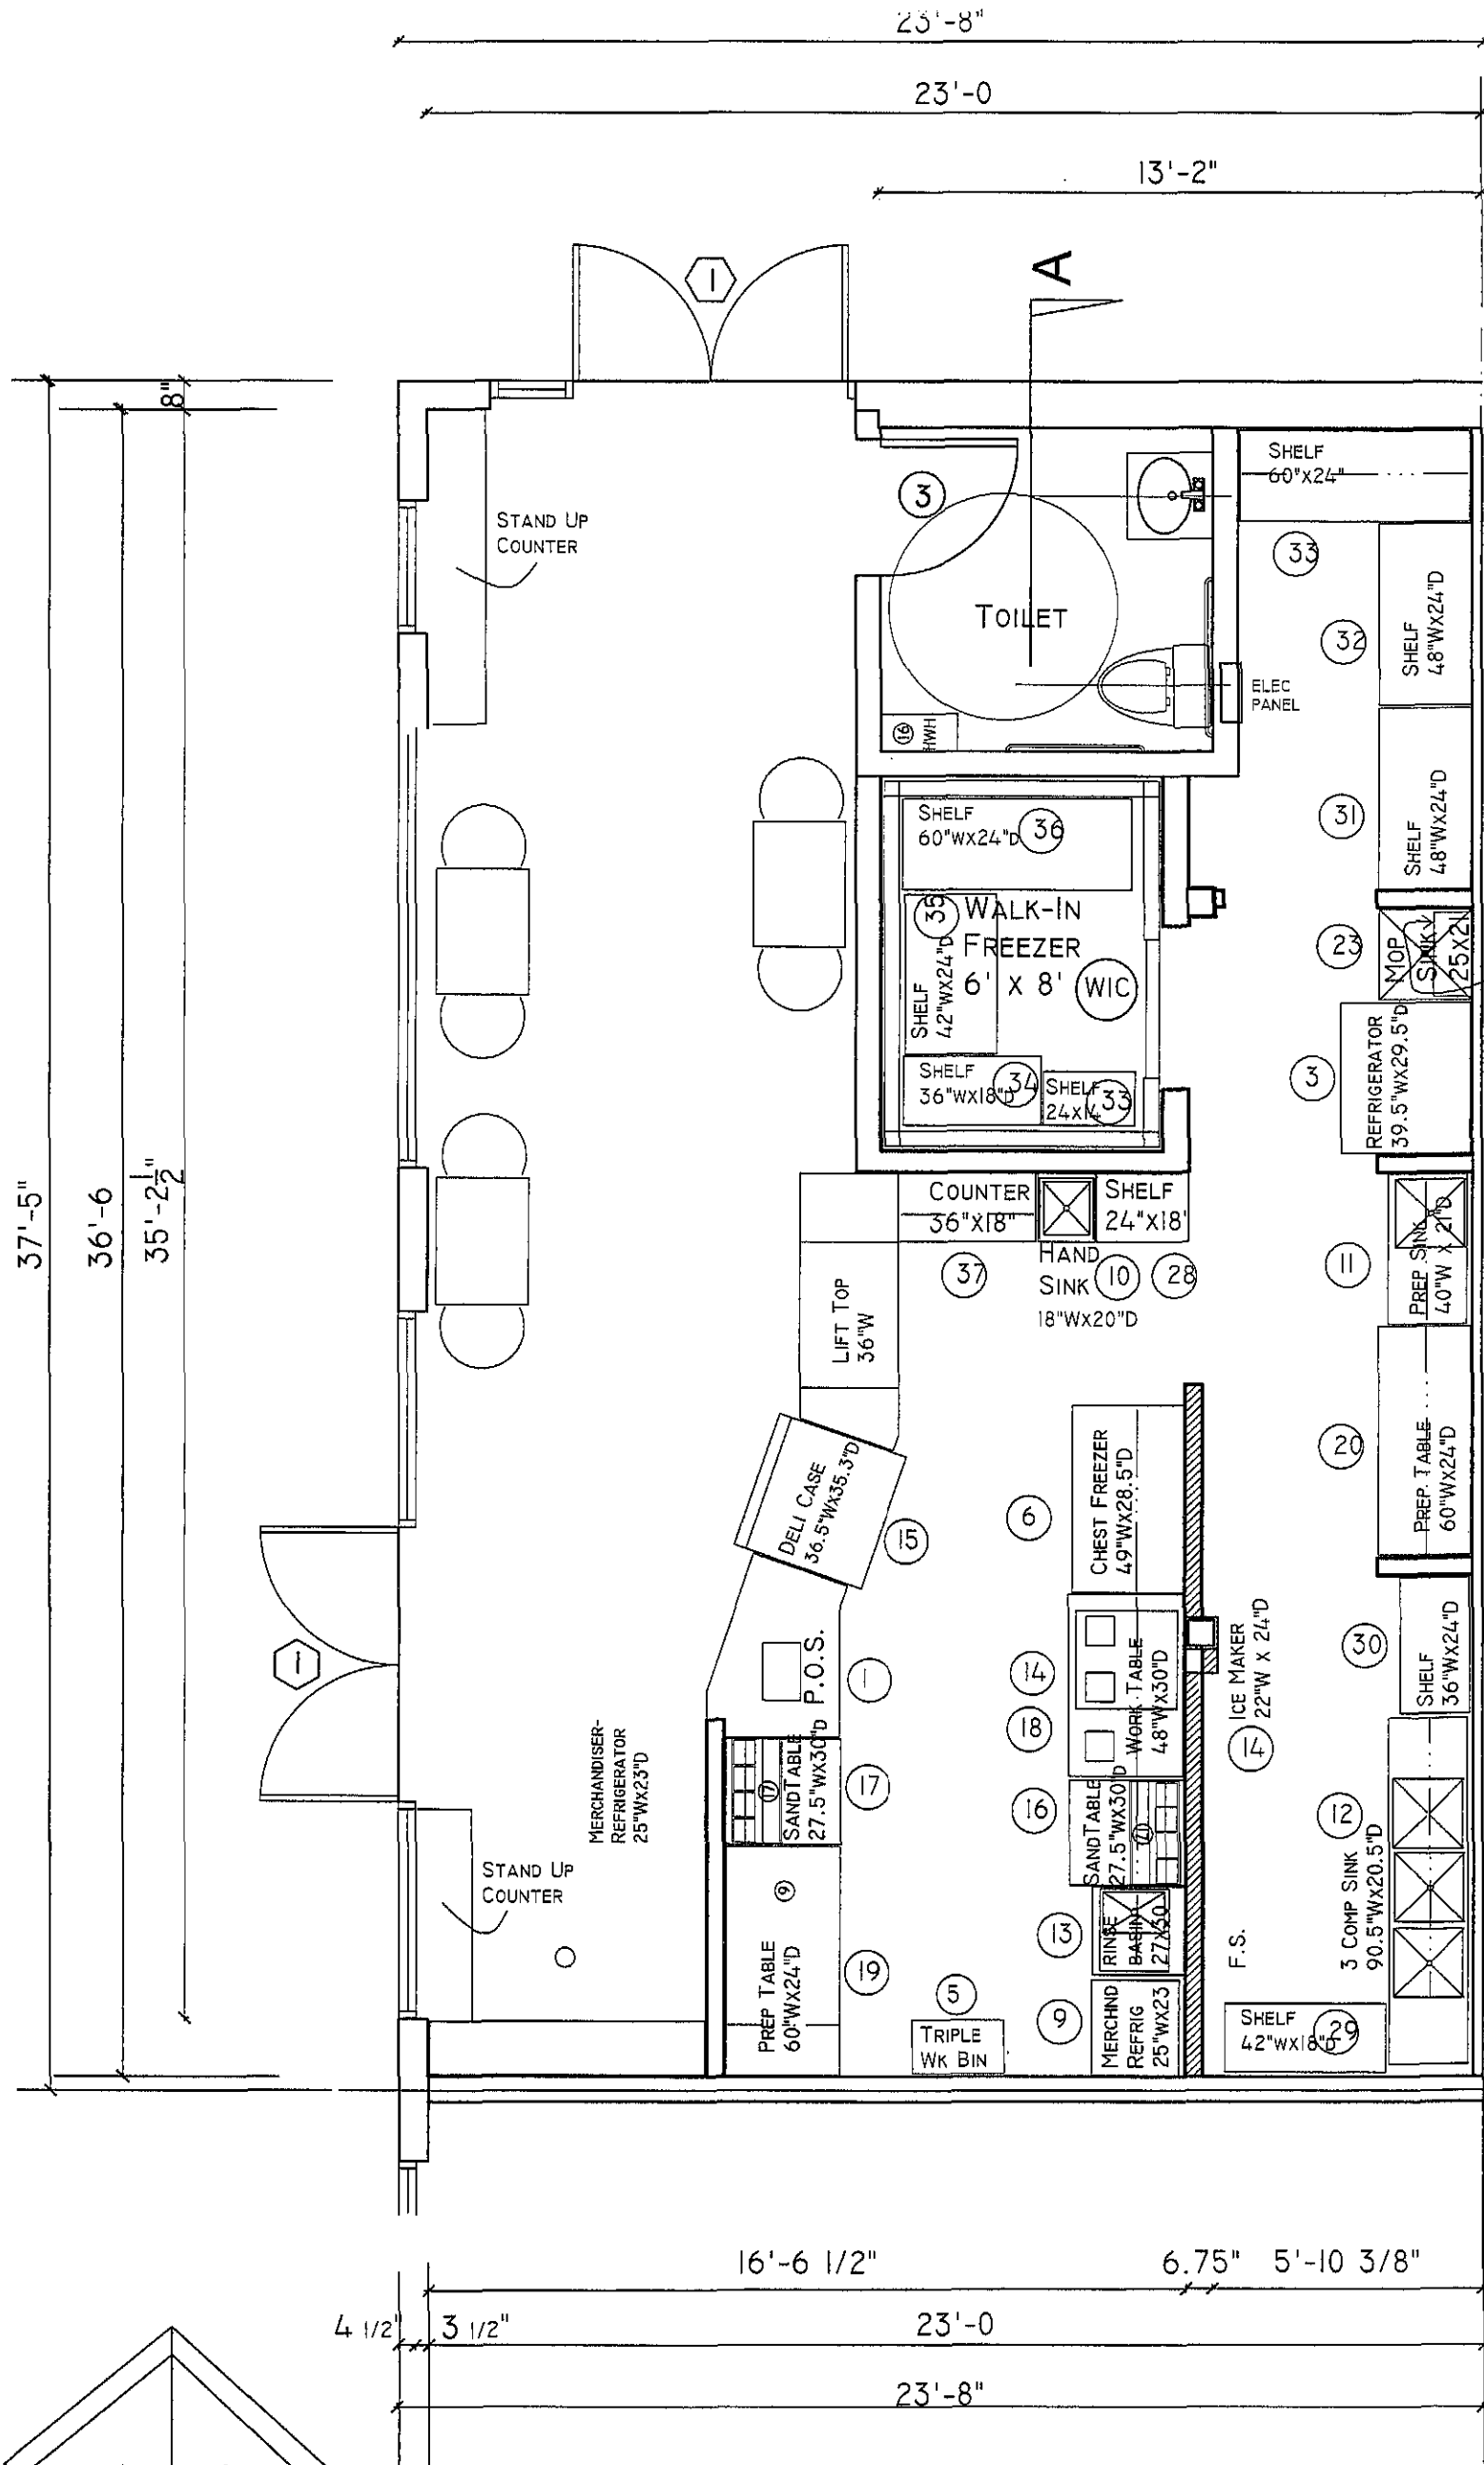 23'-8"
23'-0
13'-2"
A
1
8"
3
SHELF
60"X24"
33
STAND UP
COUNTER
TOILET
32
SHELF
48"WX24"D
ELEC
PANEL
16
HWH
31
SHELF
48"WX24"D
SHELF
60"WX24"D
36
35
SHELF
42"WX24"D
WALK-IN
FREEZER
6' X 8'
WIC
23
MOP
SINK
25X21
SHELF
36"WX18"D
34
SHELF
24X14
33
3
REFRIGERATOR
39.5"WX29.5"D
37'-5"
36'-6
35'-2 1/2"
COUNTER
36"X18"
SHELF
24"X18'
37
HAND
SINK
10
28
18"WX20"D
11
PREP SINK
40"W X 21"D
LIFT TOP
36"W
20
PREP TABLE
60"WX24"D
DELI CASE
36.5"WX35.3"D
15
6
CHEST FREEZER
49"WX28.5"D
1
P.O.S.
1
14
18
WORK TABLE
48"WX30"D
ICE MAKER
22"W X 24"D
14
30
SHELF
36"WX24"D
MERCHANDISER-
REFRIGERATOR
25"WX23"D
17
SANDTABLE
27.5"WX30"D
17
16
SANDTABLE
27.5"WX30"D
17
12
3 COMP SINK
90.5"WX20.5"D
STAND UP
COUNTER
9
PREP TABLE
60"WX24"D
19
13
RINSE
BASIN
27X30
F.S.
5
TRIPLE
WK BIN
9
MERCHND
REFRIG
25"WX23
SHELF
42"WX18"D
29
16'-6 1/2"
6.75"
5'-10 3/8"
4 1/2"
3 1/2"
23'-0
23'-8"